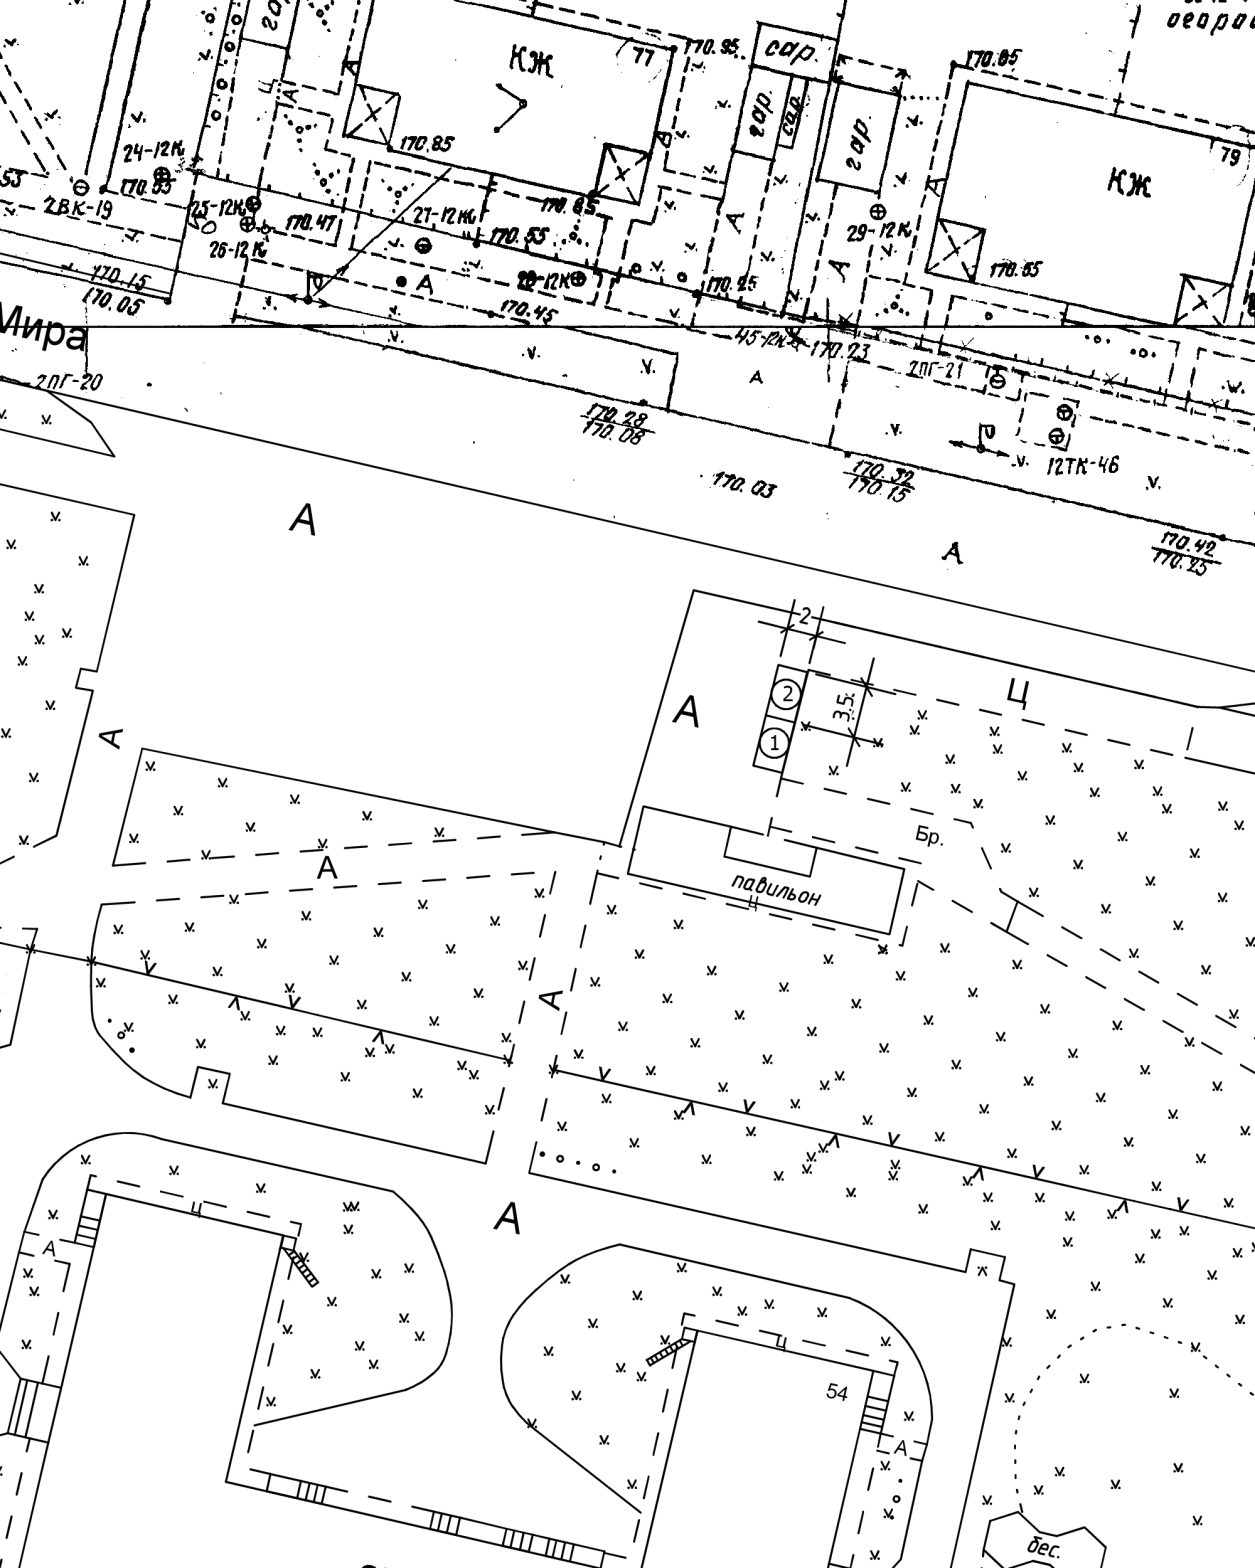 77
КЖ
170.95
сар.
170.85
гар.
сар
гар.
79
КЖ
24-12К
170.85
53
170.53
2ВК-19
25-12К
170.47
26-12К
27-12К
170.85
170.55
29-12К
170.65
А
28-12К
170.25
170.15
170.05
А
170.45
Мира
45-12К
170.23
2ПГ-20
2ПГ-21
А
170.28
170.08
12ТК-46
170.32
170.15
170.03
А
А
170.42
170.25
2
Ц
2
3.5
А
А
1
Бр.
А
павильон
Ц
А
А
Ц
А
Ц
54
А
бес.